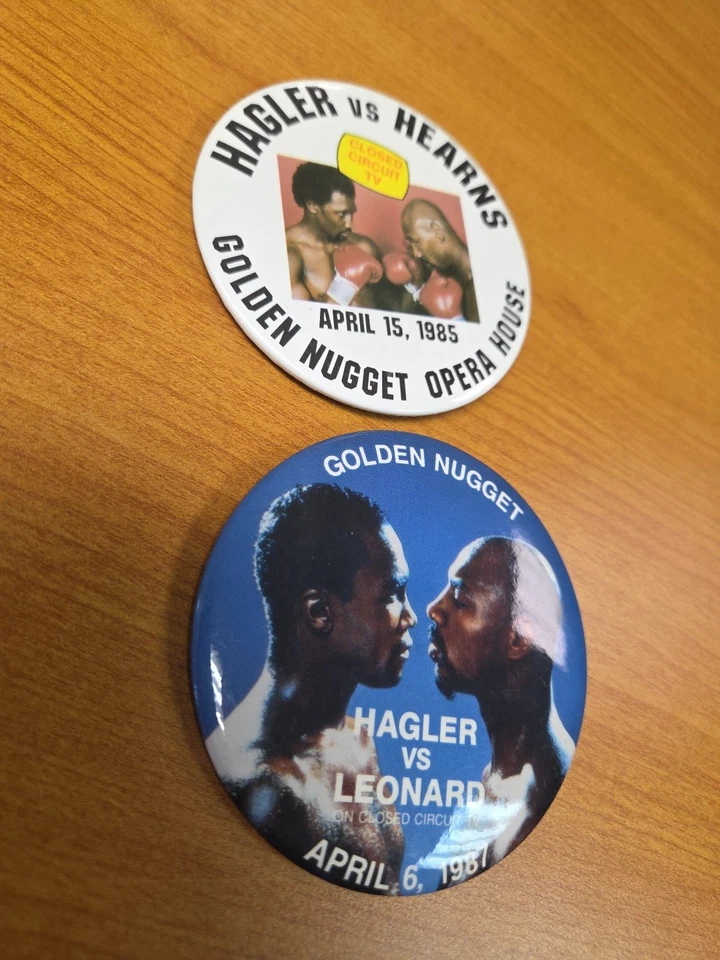 HAGLER VS HEARNS
CLOSED
CIRCUIT
TV
APRIL 15, 1985
GOLDEN NUGGET OPERA HOUSE
GOLDEN NUGGET
HAGLER
VS
LEONARD
ON CLOSED CIRCUIT TV
APRIL 6, 1987